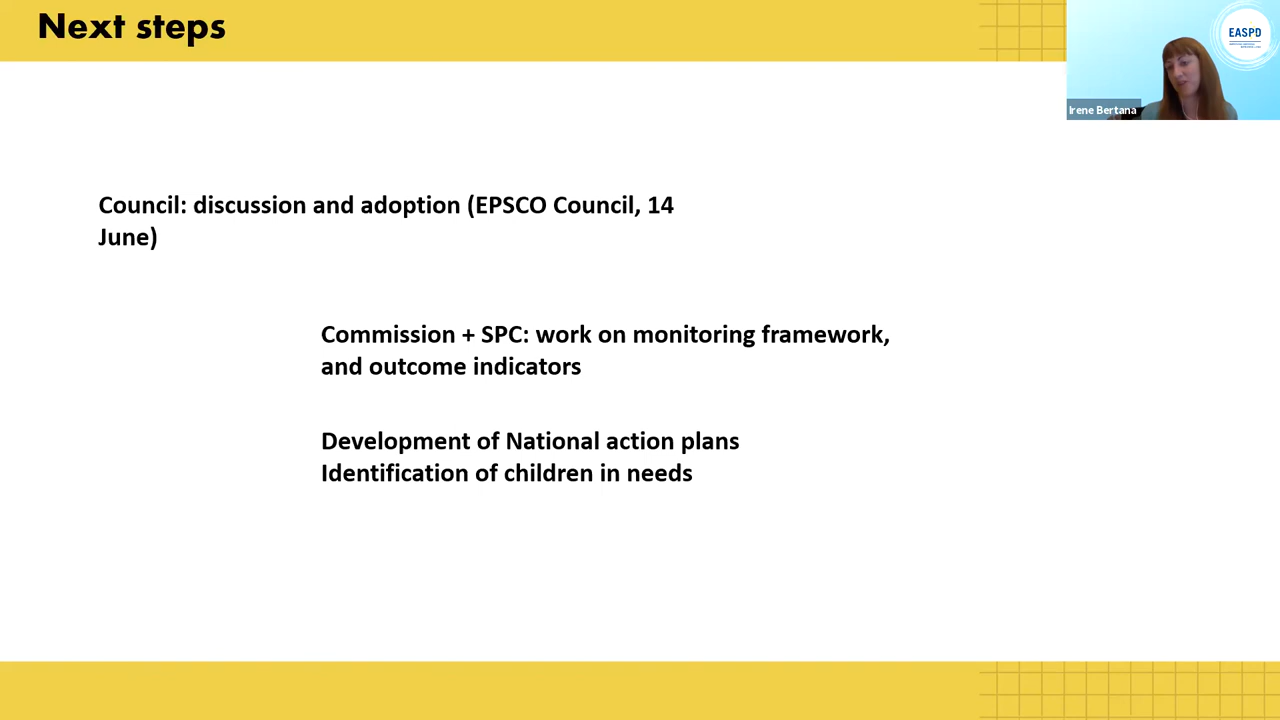 Next steps
EASPD
Irene Bertana
Council: discussion and adoption (EPSCO Council, 14
June)
Commission + SPC: work on monitoring framework,
and outcome indicators
Development of National action plans
Identification of children in needs